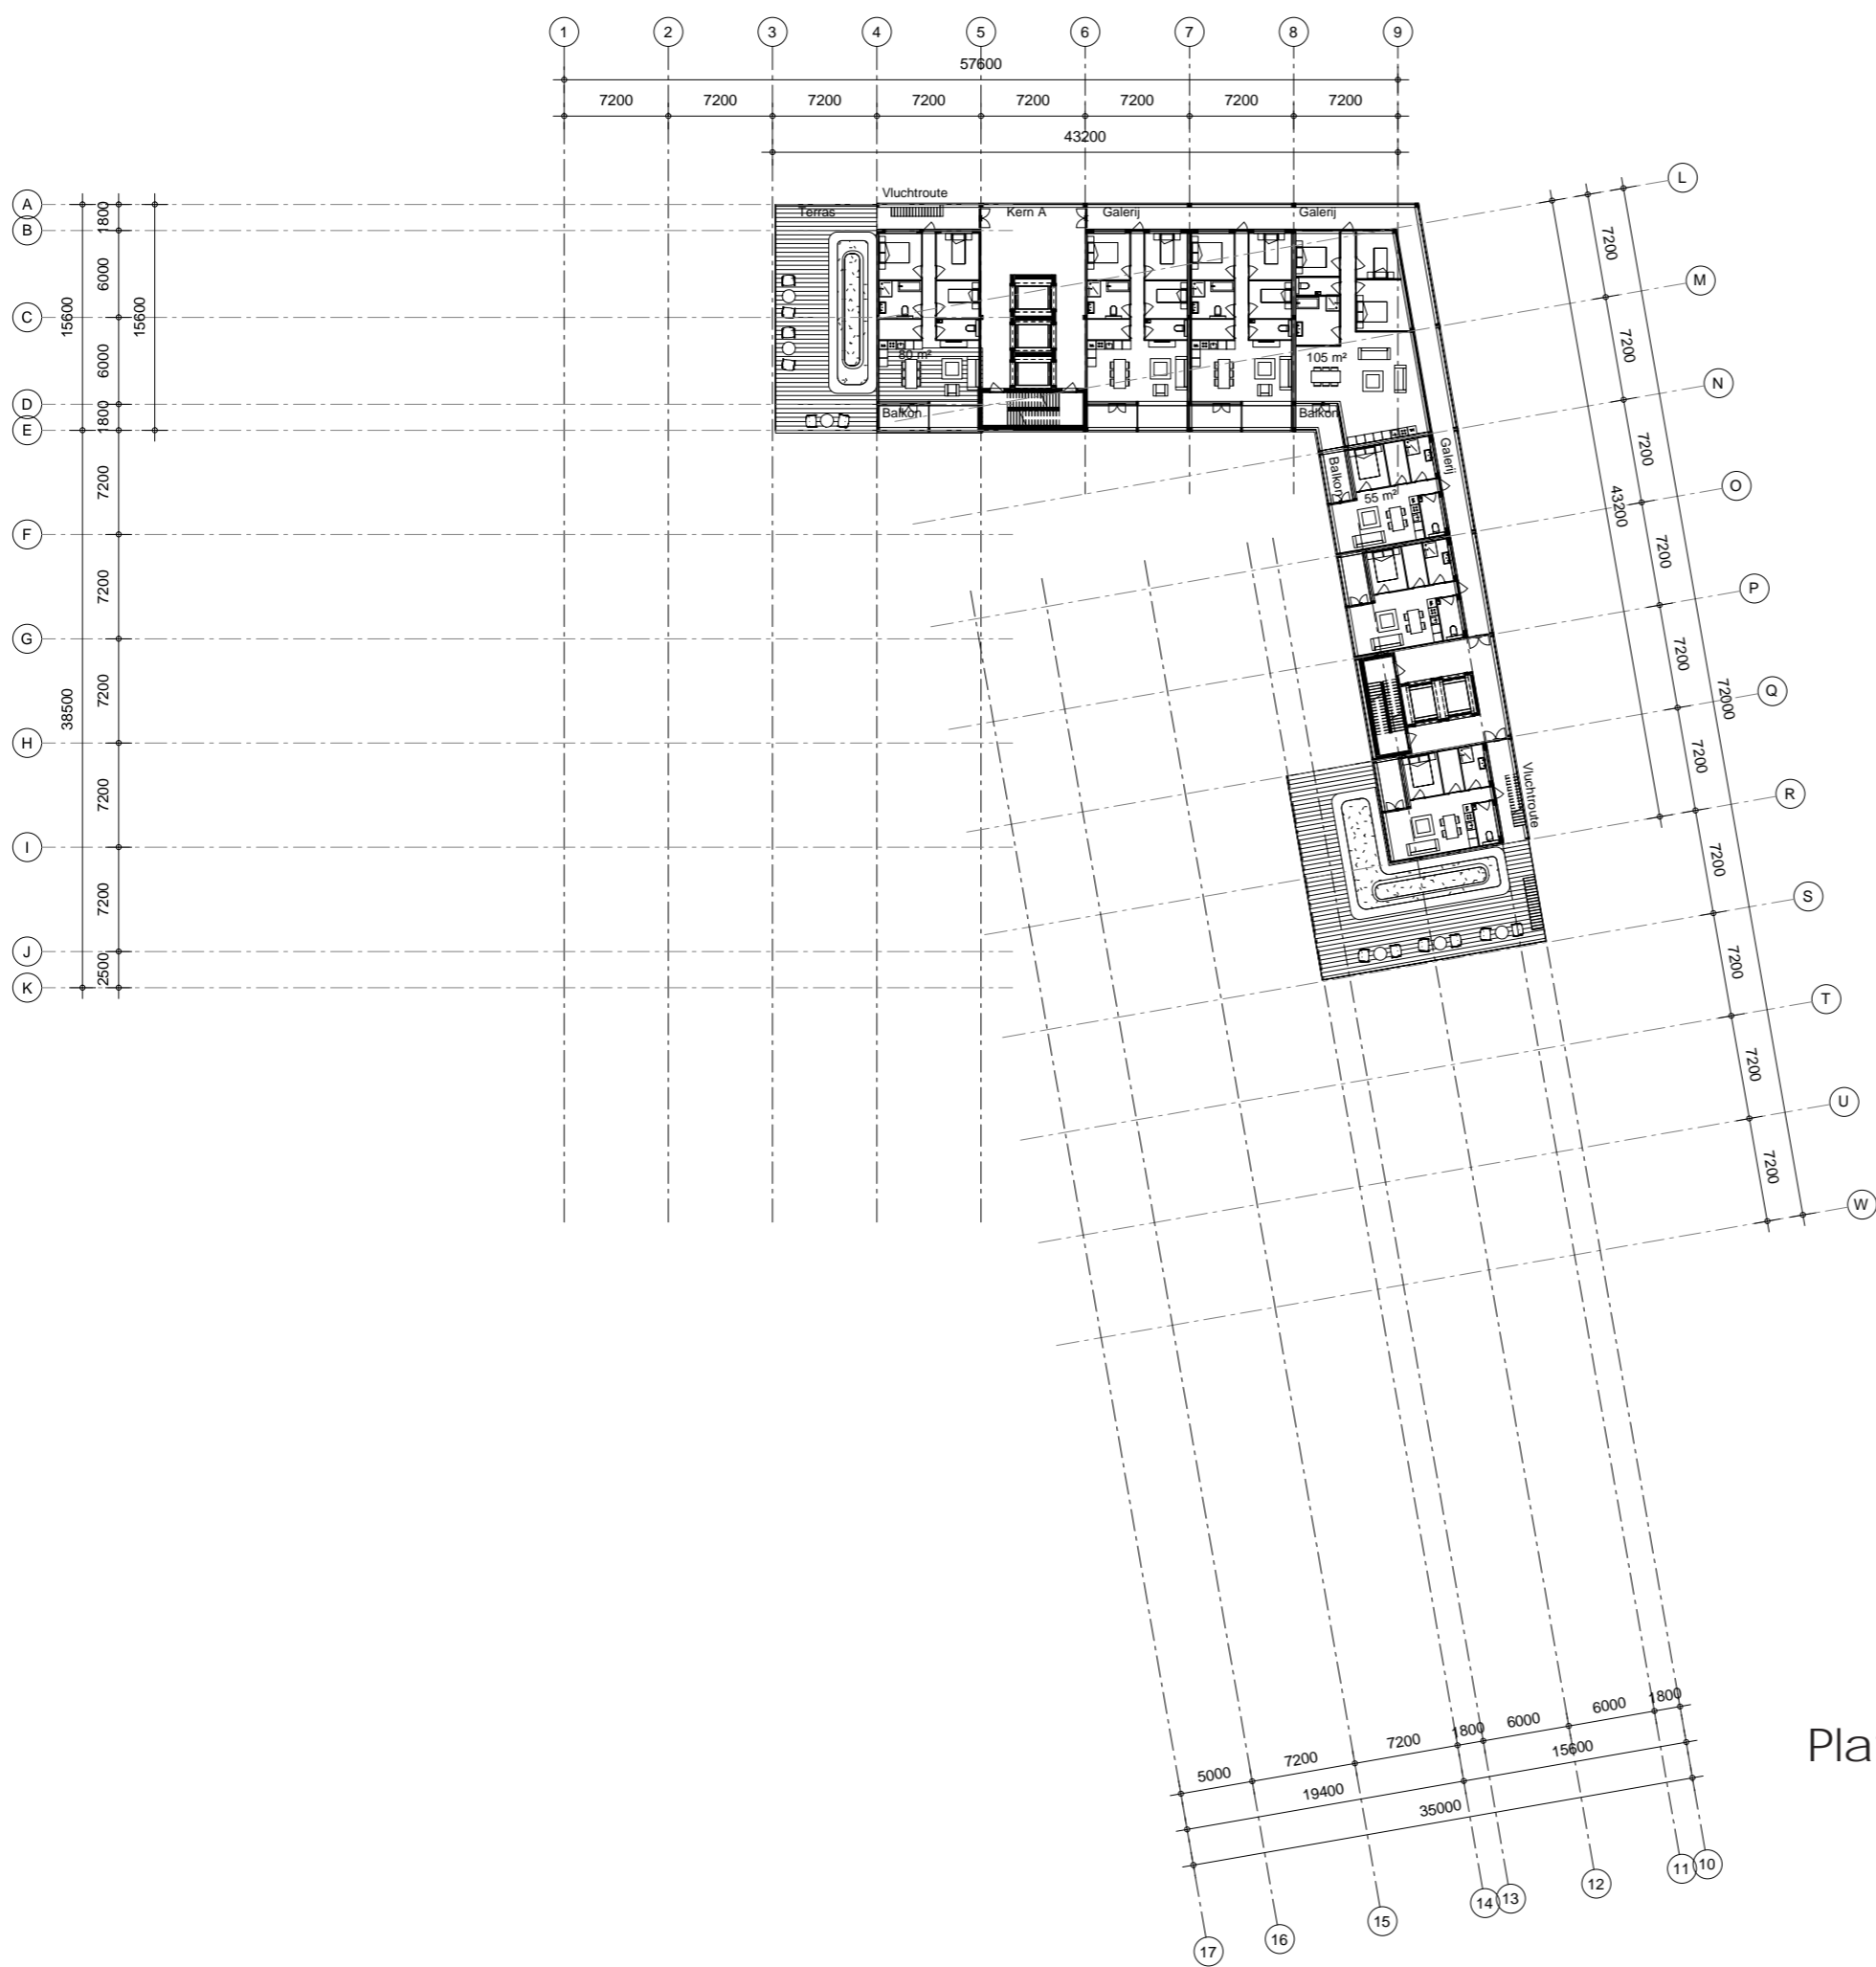 1 2 3 4 5 6 7 8 9
57600
7200 7200 7200 7200 7200 7200 7200 7200
43200
A
B
C
D
E
F
G
H
I
J
K
15600
38500
1800
6000
6000
1800
7200
7200
7200
7200
7200
2500
15600
Vluchtroute
Terras Kern A Galerij Galerij
80 m²
105 m²
Balkon Balkon
Balkon
Galerij
55 m²
Vluchtroute
L
M
N
O
P
Q
R
S
T
U
W
7200
7200
7200
7200
7200
7200
7200
7200
7200
7200
43200
72000
5000 7200 7200 1800 6000 6000 1800
19400 15600
35000
17 16 15 14 13 12 11 10
Pla